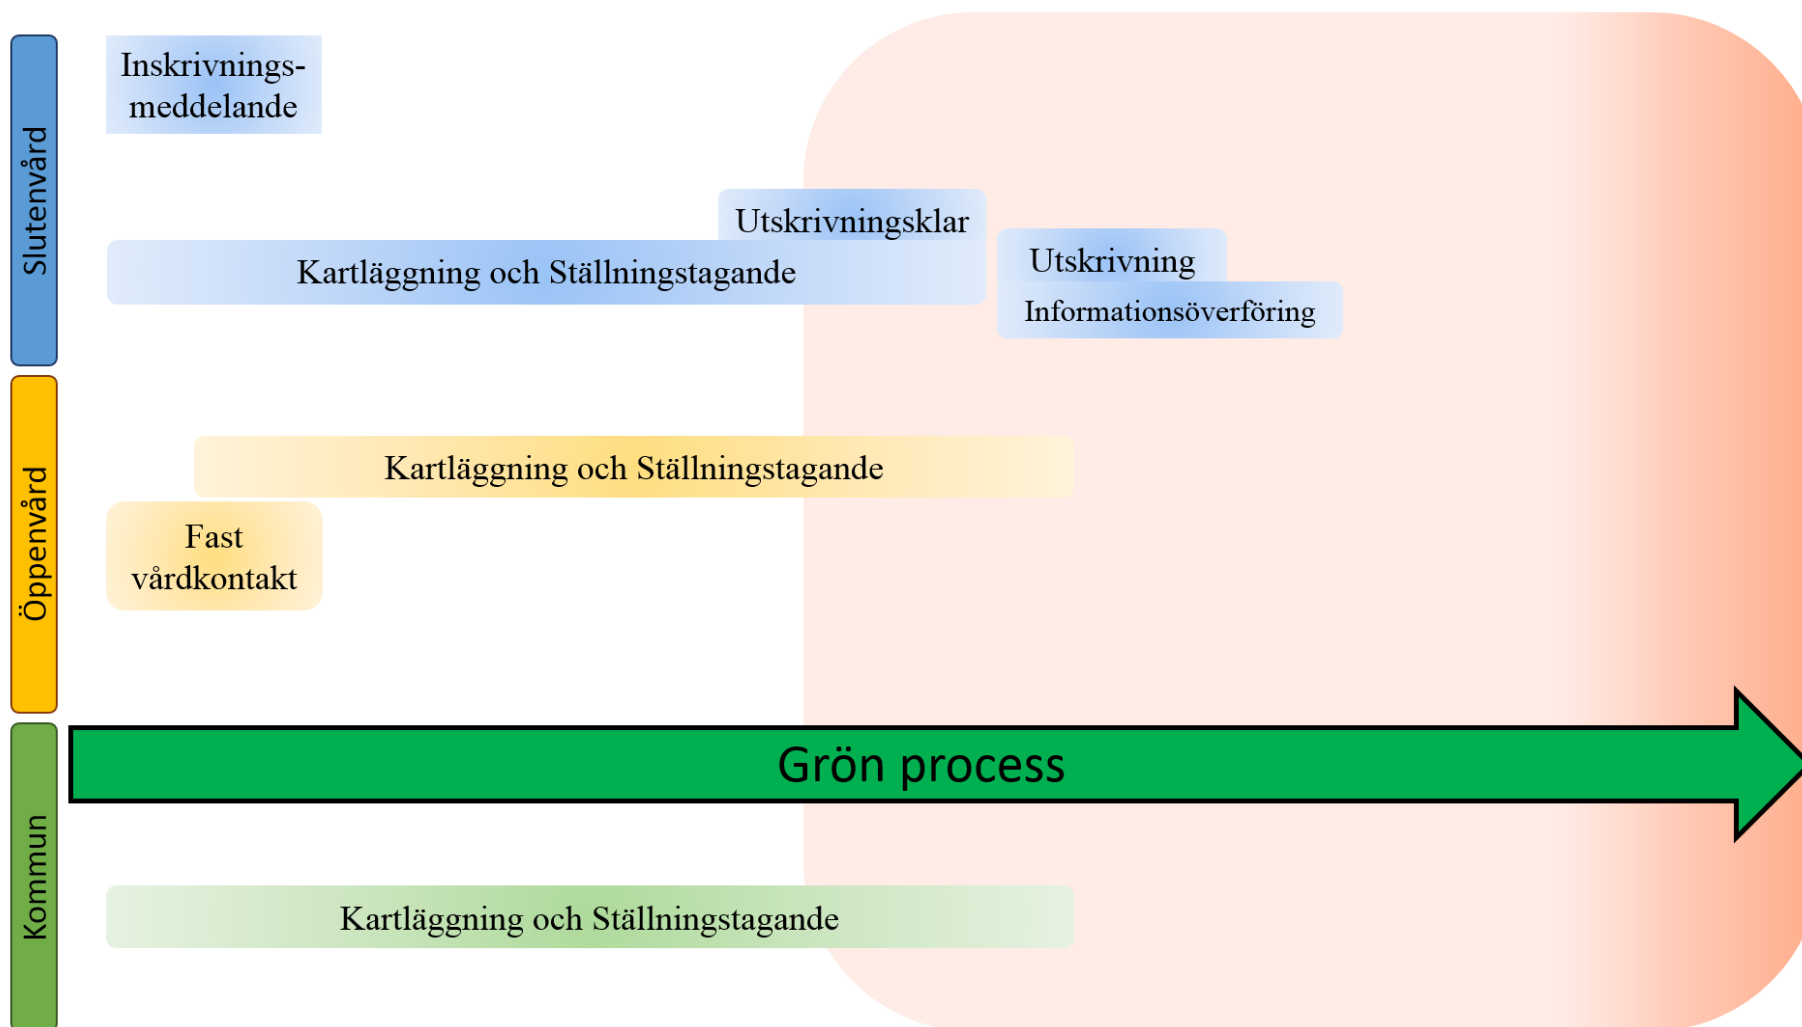 Slutenvård
Inskrivnings-
meddelande
Utskrivningsklar
Kartläggning och Ställningstagande
Utskrivning
Informationsöverföring
Öppenvård
Kartläggning och Ställningstagande
Fast
vårdkontakt
Grön process
Kommun
Kartläggning och Ställningstagande